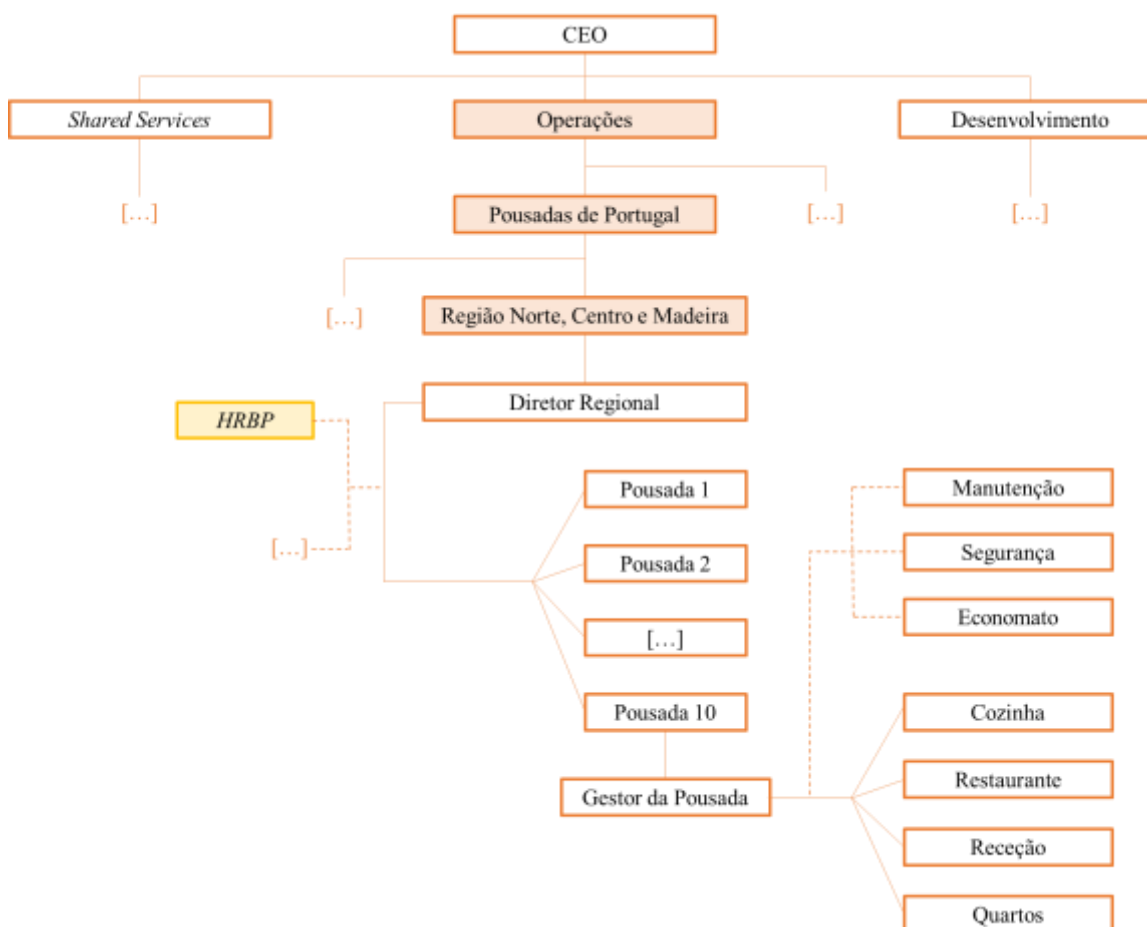 CEO
Shared Services
Operações
Desenvolvimento
[…]
Pousadas de Portugal
[…]
[…]
[…]
Região Norte, Centro e Madeira
Diretor Regional
HRBP
[…]
Pousada 1
Pousada 2
[…]
Pousada 10
Gestor da Pousada
Manutenção
Segurança
Economato
Cozinha
Restaurante
Receção
Quartos